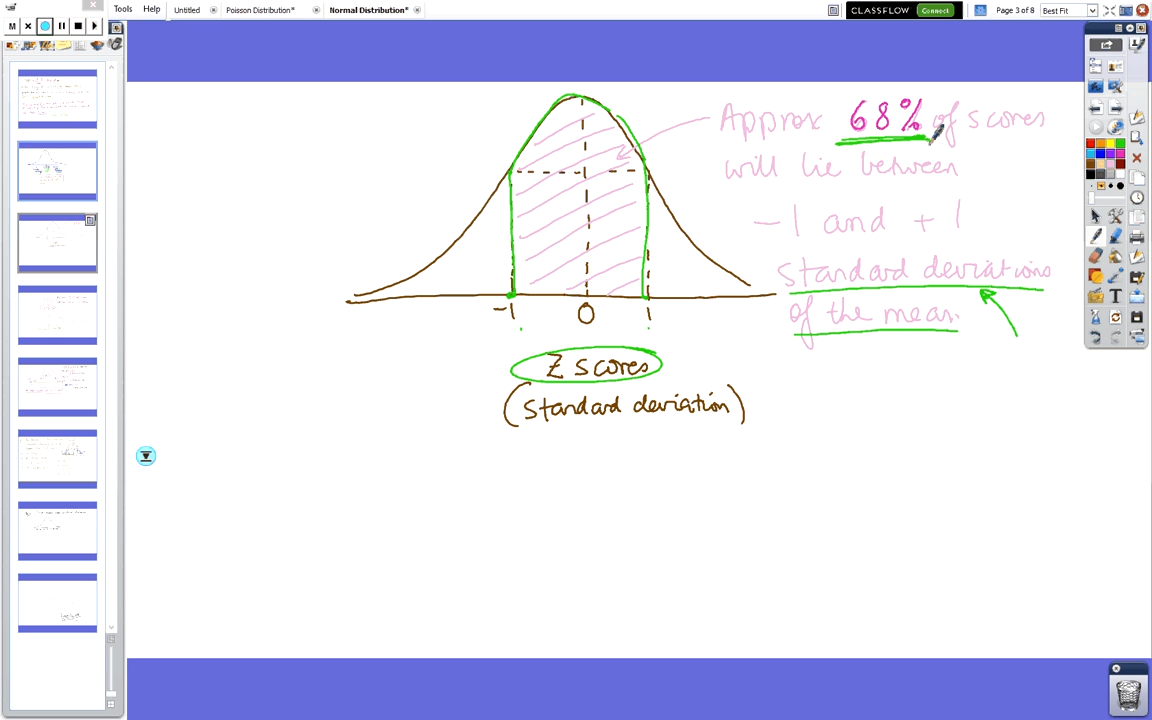 Tools Help Untitled Poisson Distribution* Normal Distribution* CLASSFLOW Connect Page 3 of 8 Best Fit
M
Approx 68% of scores
will lie between
-1 and +1
standard deviations
of the mean.
-1 0 1
Z scores
(standard deviation)
T